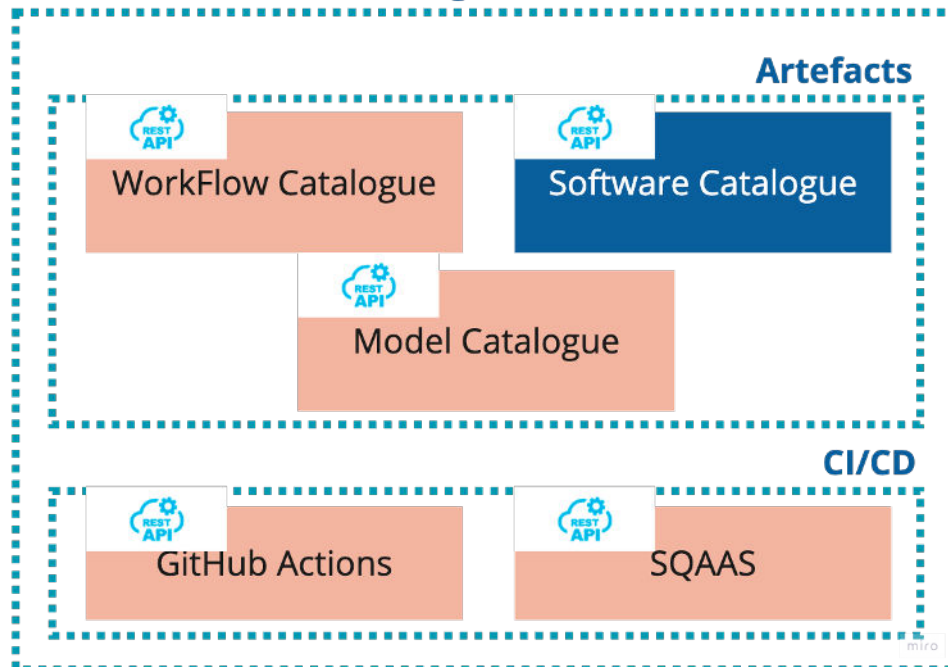 Artefacts
REST
API
WorkFlow Catalogue
REST
API
Software Catalogue
REST
API
Model Catalogue
CI/CD
REST
API
GitHub Actions
REST
API
SQAAS
miro